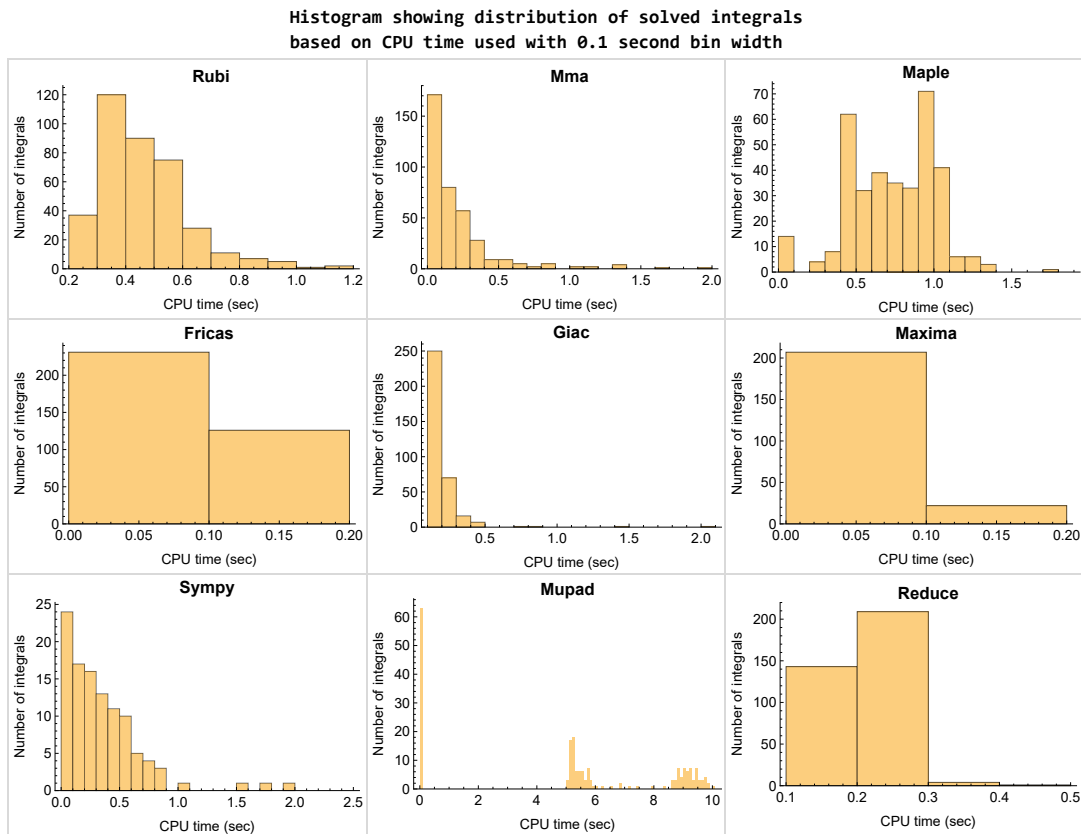 Histogram showing distribution of solved integrals
based on CPU time used with 0.1 second bin width
Rubi
Number of integrals
120
100
80
60
40
20
0
0.2 0.4 0.6 0.8 1.0 1.2
CPU time (sec)
Mma
Number of integrals
150
100
50
0
0.0 0.5 1.0 1.5 2.0
CPU time (sec)
Maple
Number of integrals
70
60
50
40
30
20
10
0
0.0 0.5 1.0 1.5
CPU time (sec)
Fricas
Number of integrals
200
150
100
50
0
0.00 0.05 0.10 0.15 0.20
CPU time (sec)
Giac
Number of integrals
250
200
150
100
50
0
0.5 1.0 1.5 2.0
CPU time (sec)
Maxima
Number of integrals
200
150
100
50
0
0.00 0.05 0.10 0.15 0.20
CPU time (sec)
Sympy
Number of integrals
25
20
15
10
5
0
0.0 0.5 1.0 1.5 2.0 2.5
CPU time (sec)
Mupad
Number of integrals
60
50
40
30
20
10
0
0 2 4 6 8 10
CPU time (sec)
Reduce
Number of integrals
200
150
100
50
0
0.1 0.2 0.3 0.4 0.5
CPU time (sec)